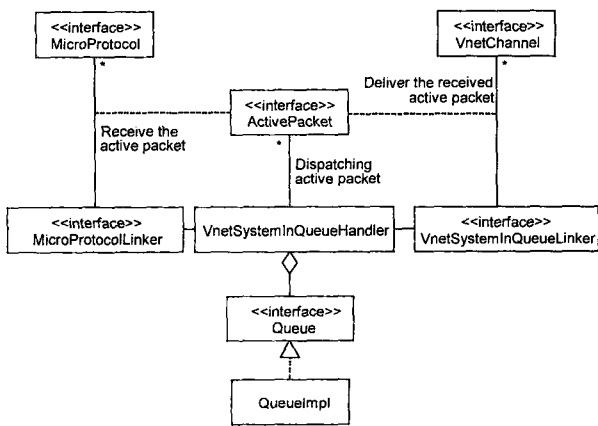 <<interface>>
MicroProtocol
*
<<interface>>
VnetChannel
*
Deliver the received
active packet
<<interface>>
ActivePacket
*
Receive the
active packet
Dispatching
active packet
<<interface>>
MicroProtocolLinker
VnetSystemInQueueHandler
<<interface>>
VnetSystemInQueueLinker
<<interface>>
Queue
QueueImpl